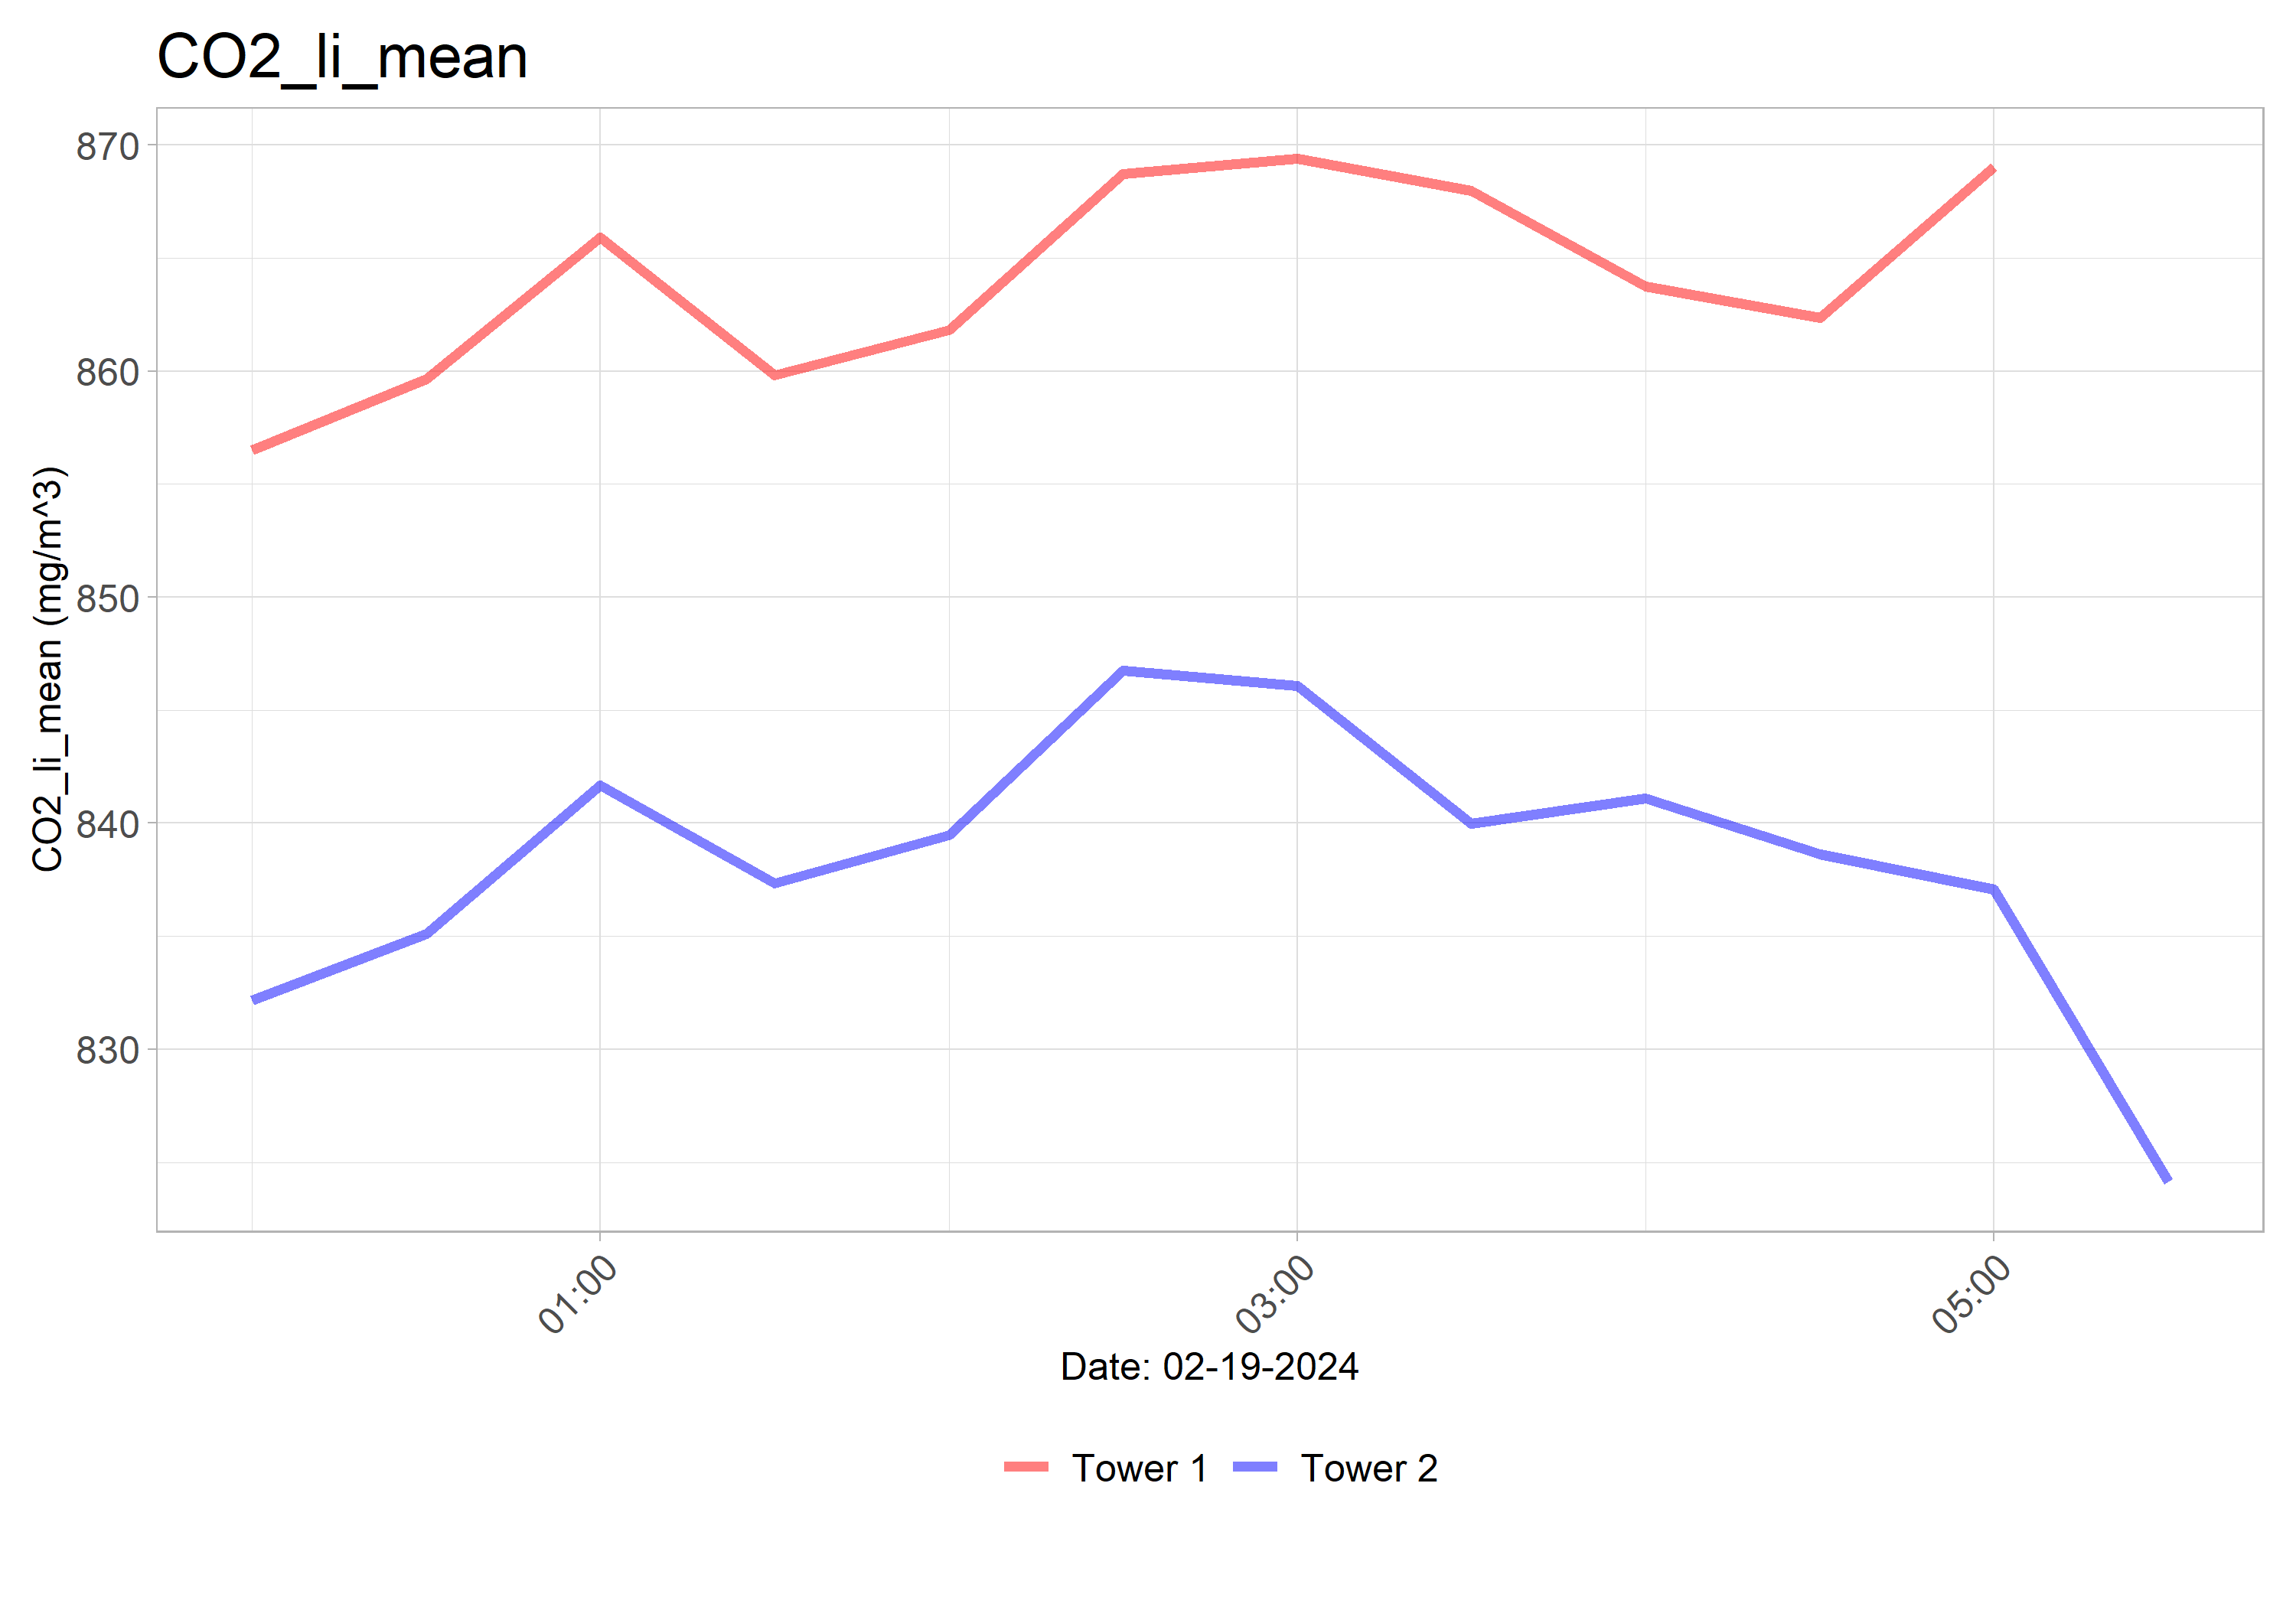 CO2_li_mean
870
860
850
840
830
CO2_li_mean (mg/m^3)
01:00
03:00
05:00
Date: 02-19-2024
Tower 1
Tower 2